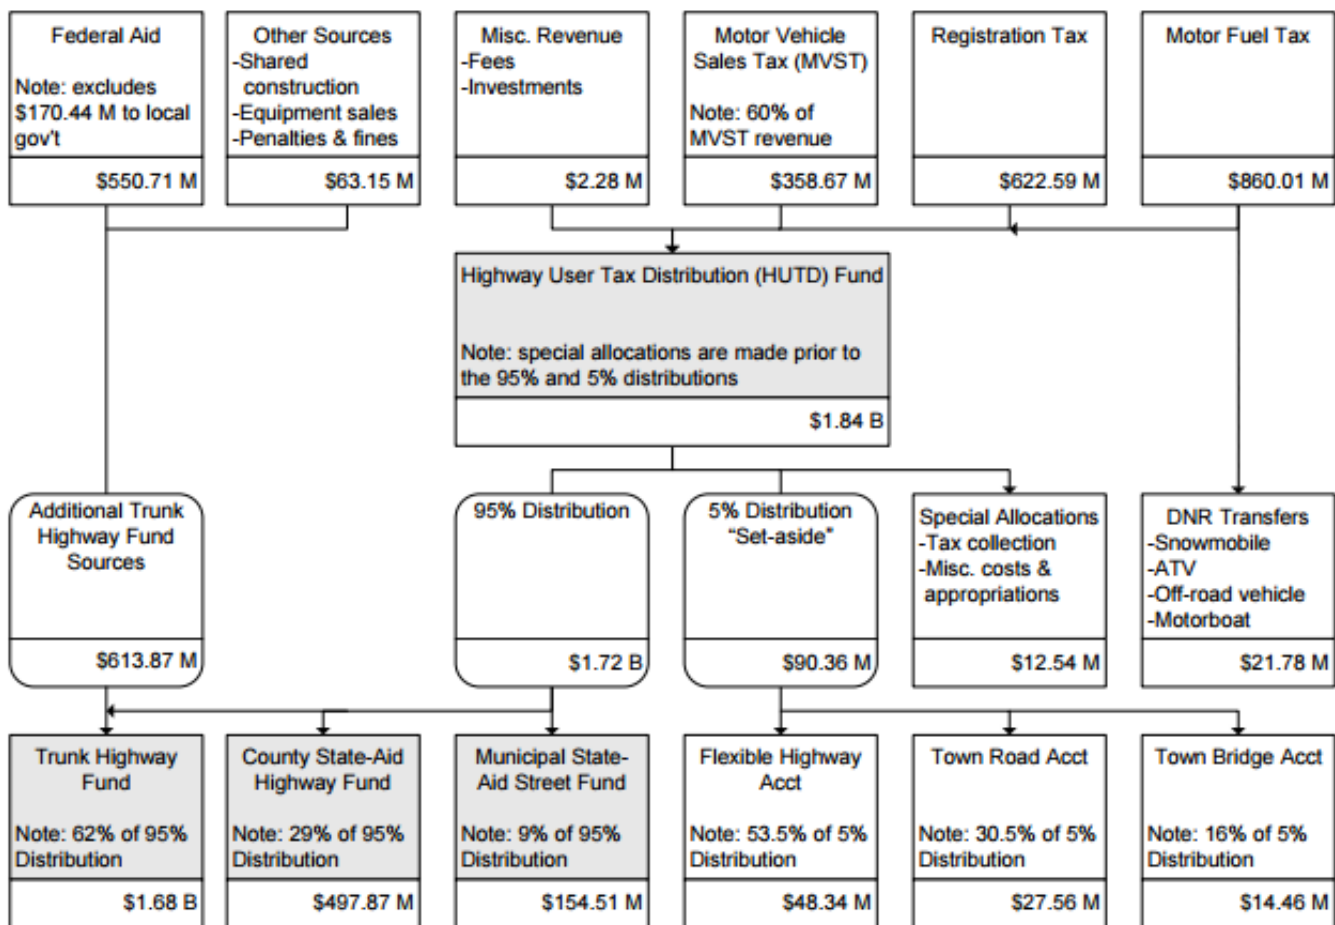 Federal Aid
Note: excludes
$170.44 M to local
gov't
$550.71 M
Other Sources
-Shared
construction
-Equipment sales
-Penalties & fines
$63.15 M
Misc. Revenue
-Fees
-Investments
$2.28 M
Motor Vehicle
Sales Tax (MVST)
Note: 60% of
MVST revenue
$358.67 M
Registration Tax
$622.59 M
Motor Fuel Tax
$860.01 M
Highway User Tax Distribution (HUTD) Fund
Note: special allocations are made prior to
the 95% and 5% distributions
$1.84 B
Additional Trunk
Highway Fund
Sources
$613.87 M
95% Distribution
$1.72 B
5% Distribution
“Set-aside”
$90.36 M
Special Allocations
-Tax collection
-Misc. costs &
appropriations
$12.54 M
DNR Transfers
-Snowmobile
-ATV
-Off-road vehicle
-Motorboat
$21.78 M
Trunk Highway
Fund
Note: 62% of 95%
Distribution
$1.68 B
County State-Aid
Highway Fund
Note: 29% of 95%
Distribution
$497.87 M
Municipal State-
Aid Street Fund
Note: 9% of 95%
Distribution
$154.51 M
Flexible Highway
Acct
Note: 53.5% of 5%
Distribution
$48.34 M
Town Road Acct
Note: 30.5% of 5%
Distribution
$27.56 M
Town Bridge Acct
Note: 16% of 5%
Distribution
$14.46 M